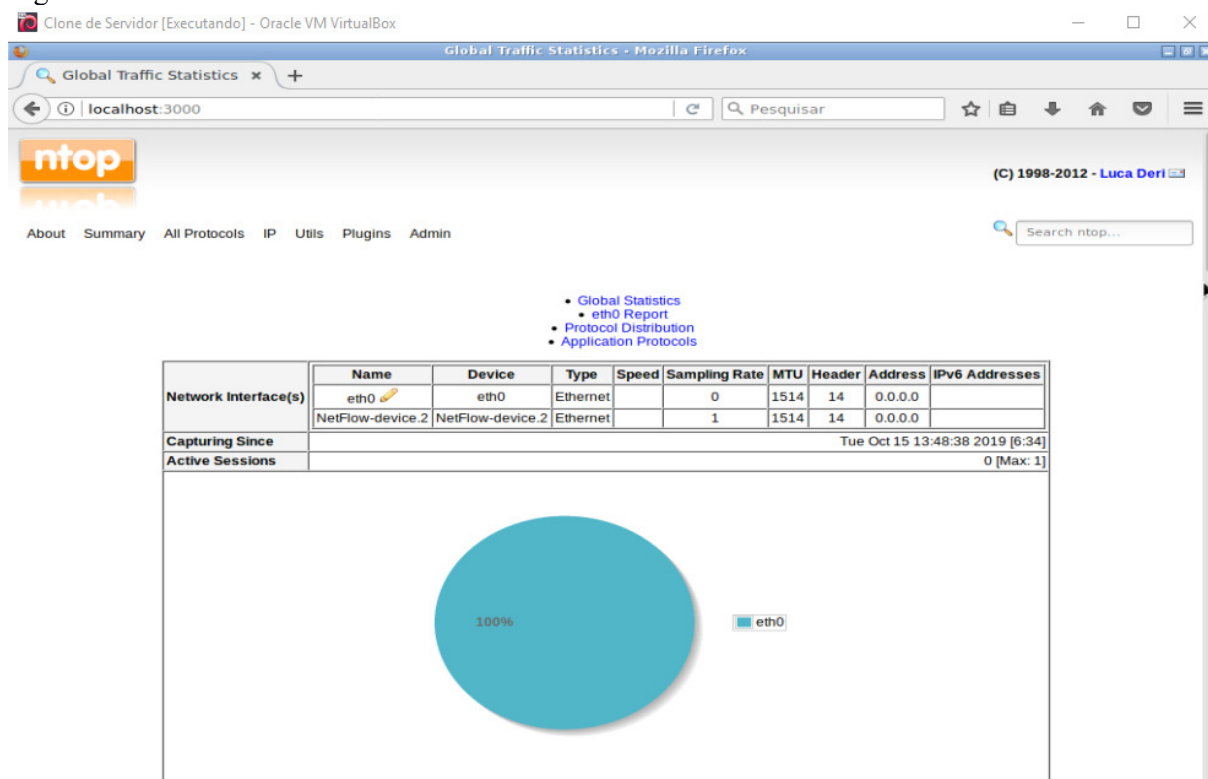 Clone de Servidor [Executando] - Oracle VM VirtualBox
Global Traffic Statistics - Mozilla Firefox
Global Traffic Statistics × +
localhost:3000 Pesquisar
ntop
(C) 1998-2012 - Luca Deri
About Summary All Protocols IP Utils Plugins Admin Search ntop...
• Global Statistics
• eth0 Report
• Protocol Distribution
• Application Protocols
Name Device Type Speed Sampling Rate MTU Header Address IPv6 Addresses
Network Interface(s) eth0 eth0 Ethernet 0 1514 14 0.0.0.0
NetFlow-device.2 NetFlow-device.2 Ethernet 1 1514 14 0.0.0.0
Capturing Since Tue Oct 15 13:48:38 2019 [6:34]
Active Sessions 0 [Max: 1]
100% eth0